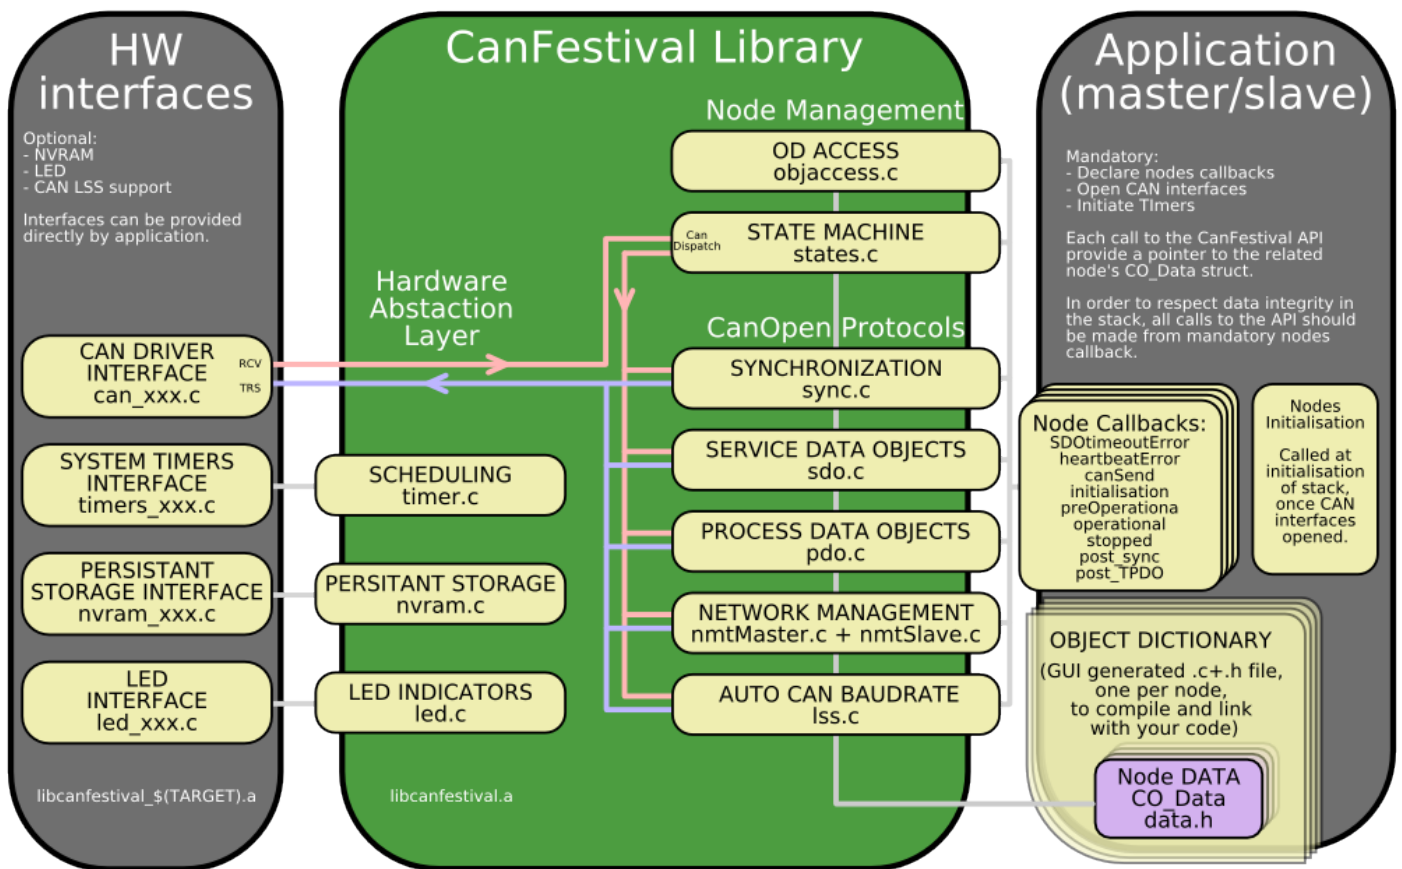 HW
interfaces
Optional:
- NVRAM
- LED
- CAN LSS support
Interfaces can be provided
directly by application.
CAN DRIVER
INTERFACE
can_xxx.c
RCV
TRS
SYSTEM TIMERS
INTERFACE
timers_xxx.c
PERSISTANT
STORAGE INTERFACE
nvram_xxx.c
LED
INTERFACE
led_xxx.c
libcanfestival_$(TARGET).a
CanFestival Library
Hardware
Abstaction
Layer
SCHEDULING
timer.c
PERSITANT STORAGE
nvram.c
LED INDICATORS
led.c
libcanfestival.a
Node Management
OD ACCESS
objaccess.c
Can
Dispatch
STATE MACHINE
states.c
CanOpen Protocols
SYNCHRONIZATION
sync.c
SERVICE DATA OBJECTS
sdo.c
PROCESS DATA OBJECTS
pdo.c
NETWORK MANAGEMENT
nmtMaster.c + nmtSlave.c
AUTO CAN BAUDRATE
lss.c
Application
(master/slave)
Mandatory:
- Declare nodes callbacks
- Open CAN interfaces
- Initiate TImers
Each call to the CanFestival API
provide a pointer to the related
node's CO_Data struct.
In order to respect data integrity in
the stack, all calls to the API should
be made from mandatory nodes
callback.
Node Callbacks:
SDOtimeoutError
heartbeatError
canSend
initialisation
preOperationa
operational
stopped
post_sync
post_TPDO
Nodes
Initialisation
Called at
initialisation
of stack,
once CAN
interfaces
opened.
OBJECT DICTIONARY
(GUI generated .c+.h file,
one per node,
to compile and link
with your code)
Node DATA
CO_Data
data.h